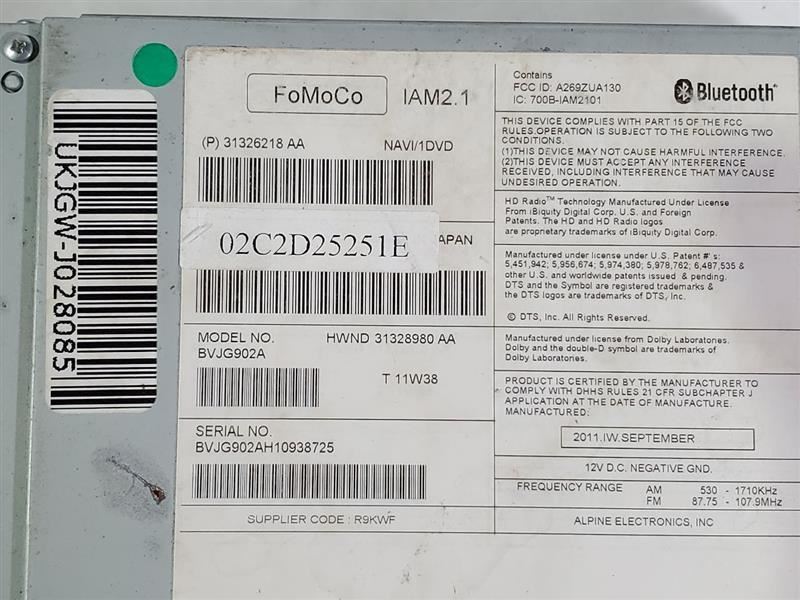 FoMoCo IAM2.1
(P) 31326218 AA NAVI/1DVD
02C2D25251E
APAN
MODEL NO. HWND 31328980 AA
BVJG902A
T 11W38
SERIAL NO.
BVJG902AH10938725
SUPPLIER CODE : R9KWF
UKJGW-J028085
Contains
FCC ID: A269ZUA130
IC: 700B-IAM2101
Bluetooth
THIS DEVICE COMPLIES WITH PART 15 OF THE FCC
RULES.OPERATION IS SUBJECT TO THE FOLLOWING TWO
CONDITIONS.
(1)THIS DEVICE MAY NOT CAUSE HARMFUL INTERFERENCE.
(2)THIS DEVICE MUST ACCEPT ANY INTERFERENCE
RECEIVED, INCLUDING INTERFERENCE THAT MAY CAUSE
UNDESIRED OPERATION.
HD Radio™ Technology Manufactured Under License
From iBiquity Digital Corp. U.S. and Foreign
Patents. The HD and HD Radio logos
are proprietary trademarks of iBiquity Digital Corp.
Manufactured under license under U.S. Patent #'s:
5,451,942; 5,956,674; 5,974,380; 5,978,762; 6,487,535 &
other U.S. and worldwide patents issued & pending.
DTS and the Symbol are registered trademarks &
the DTS logos are trademarks of DTS, Inc.
© DTS, Inc. All Rights Reserved.
Manufactured under license from Dolby Laboratories.
Dolby and the double-D symbol are trademarks of
Dolby Laboratories.
PRODUCT IS CERTIFIED BY THE MANUFACTURER TO
COMPLY WITH DHHS RULES 21 CFR SUBCHAPTER J
APPLICATION AT THE DATE OF MANUFACTURE.
MANUFACTURED:
2011.IW.SEPTEMBER
12V D.C. NEGATIVE GND.
FREQUENCY RANGE AM 530 - 1710KHz
FM 87.75 - 107.9MHz
ALPINE ELECTRONICS, INC